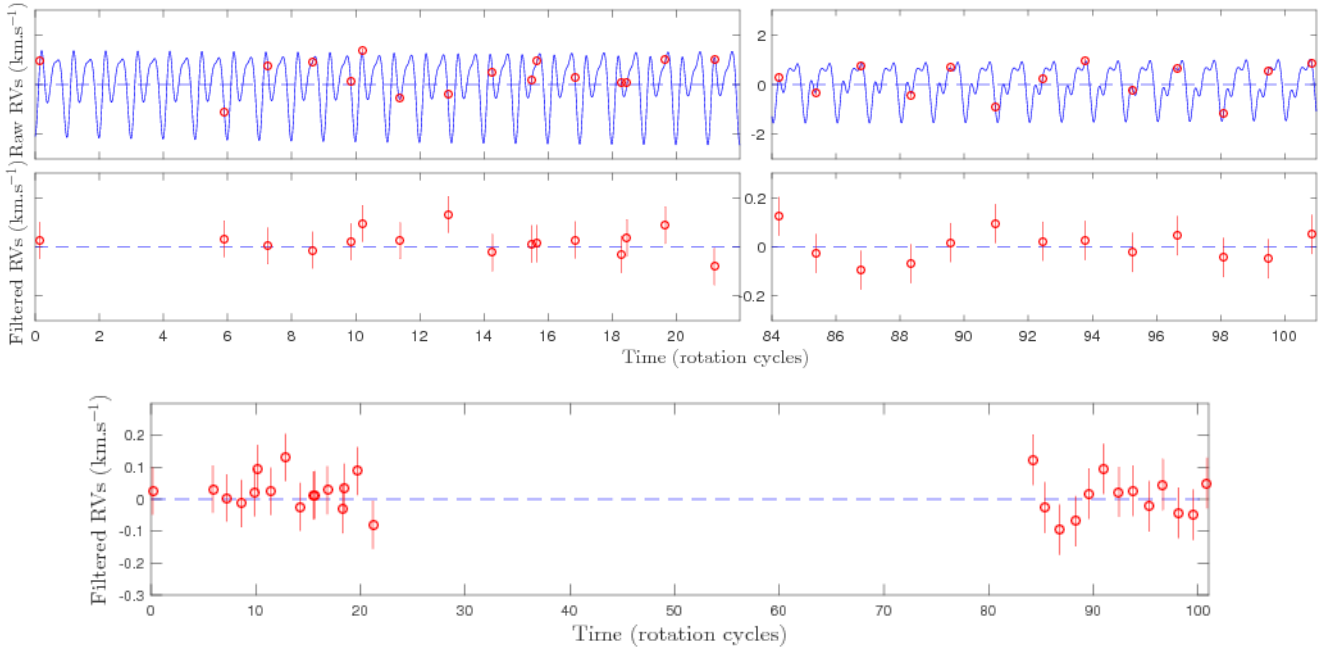 Raw RVs (km.s⁻¹)
2
0
-2
Filtered RVs (km.s⁻¹)
0.2
0
-0.2
0 2 4 6 8 10 12 14 16 18 20 84 86 88 90 92 94 96 98 100
Time (rotation cycles)
Filtered RVs (km.s⁻¹)
0.2
0.1
0
-0.1
-0.2
-0.3
0 10 20 30 40 50 60 70 80 90 100
Time (rotation cycles)